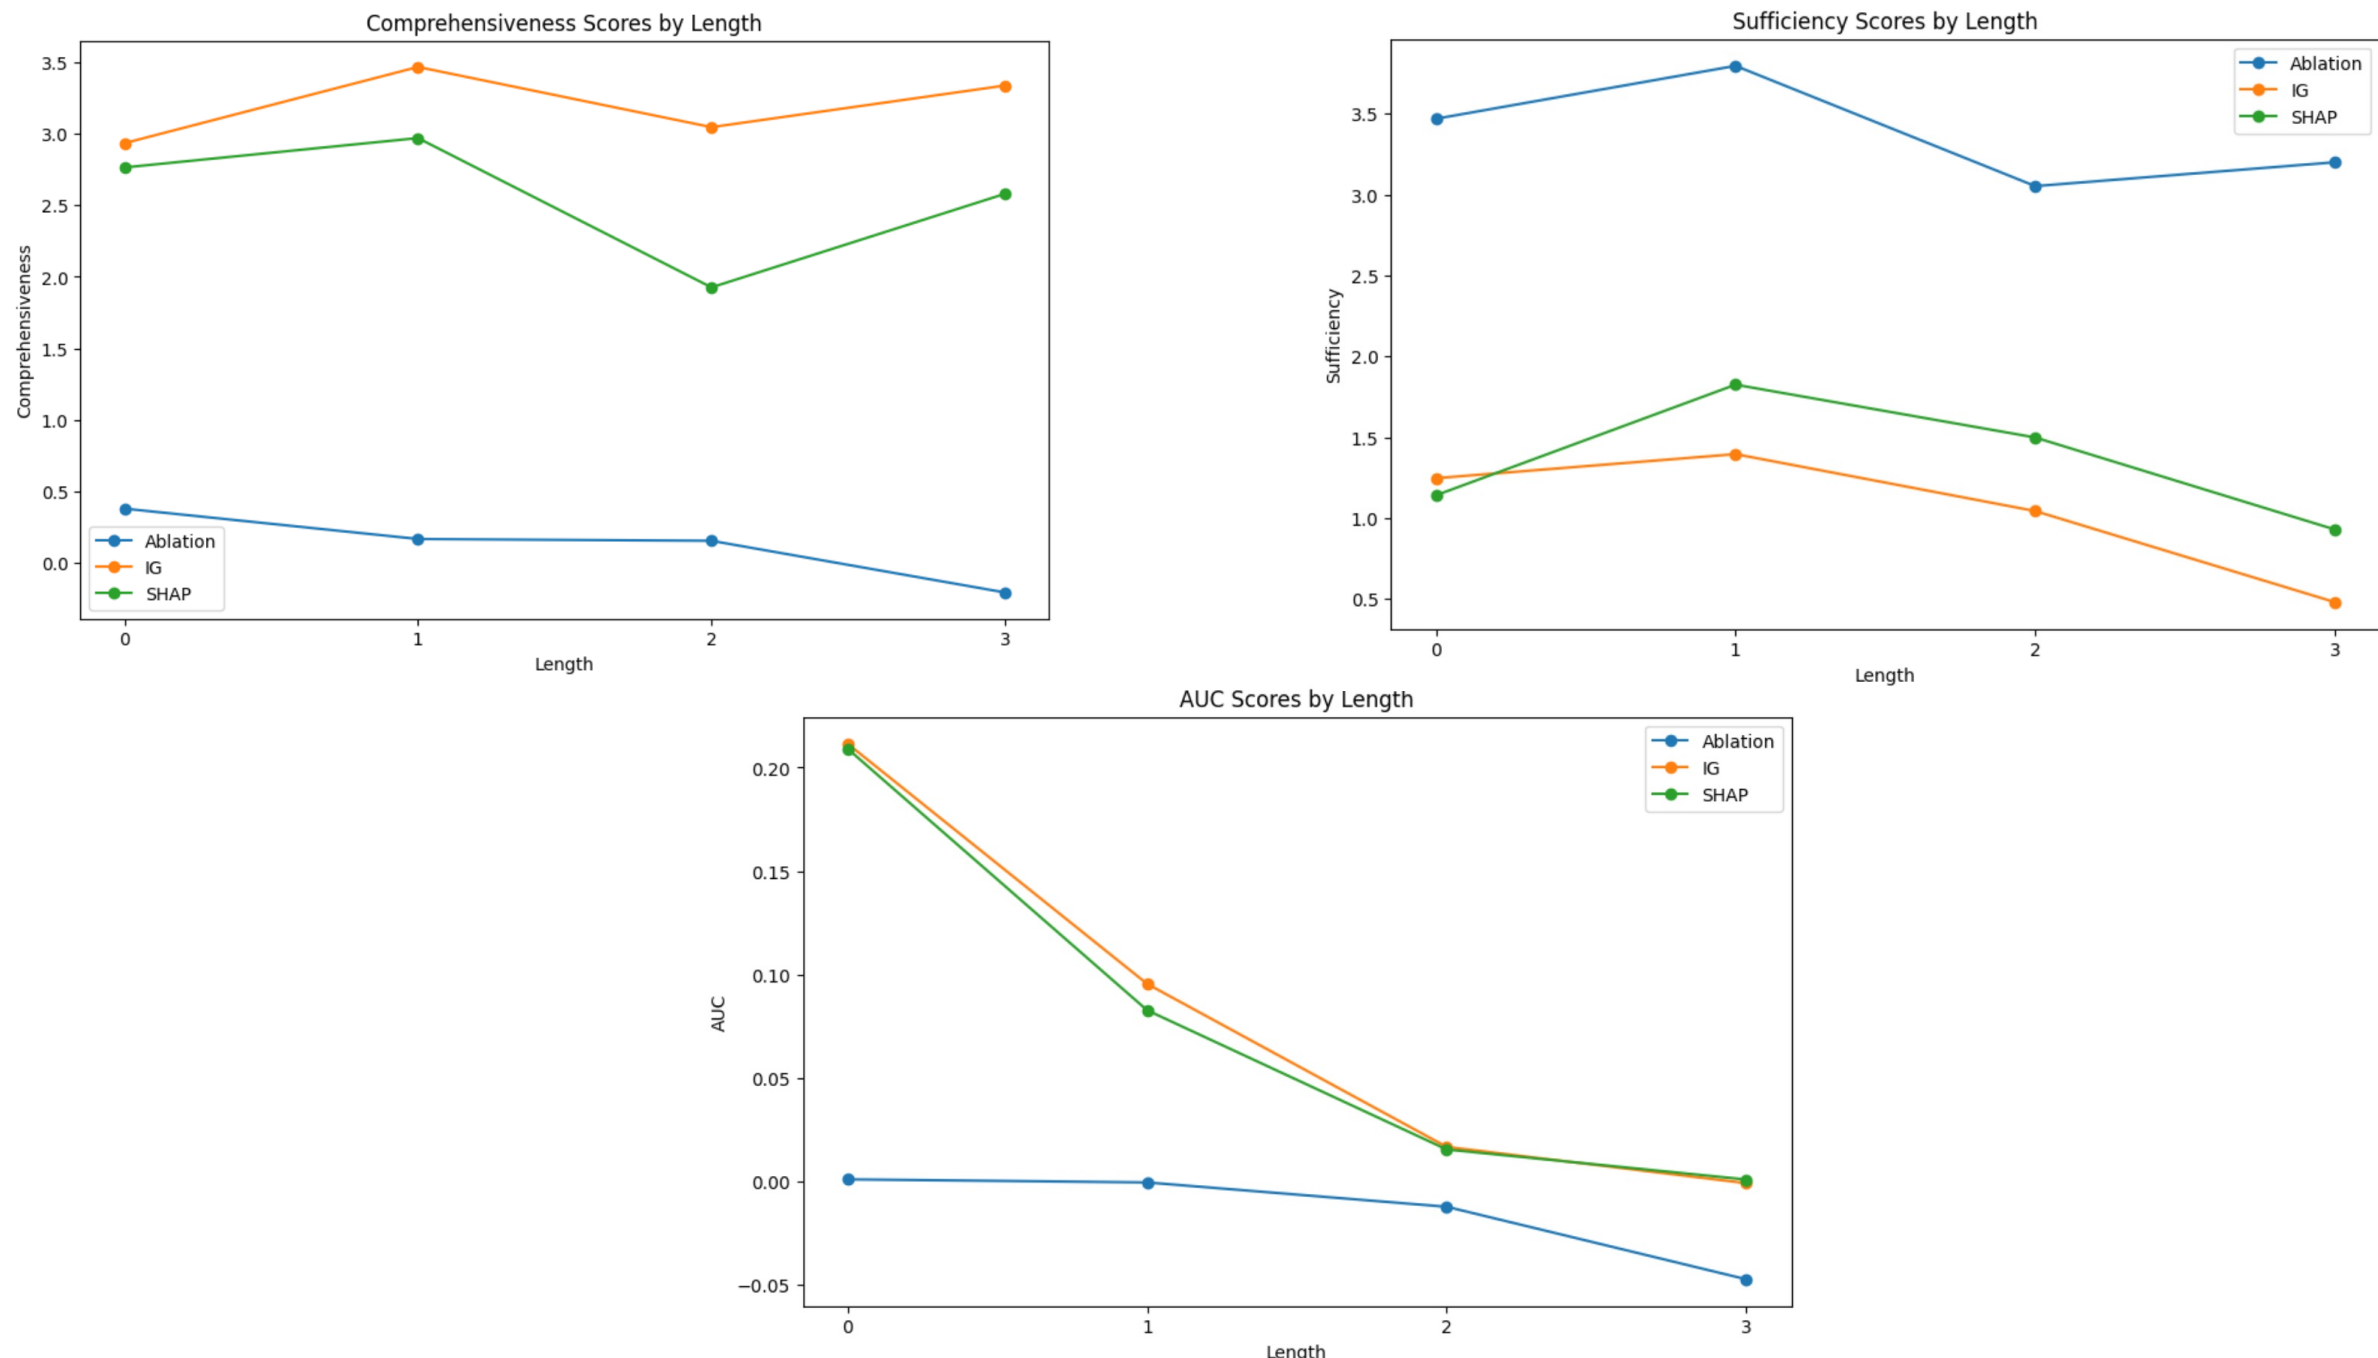 Comprehensiveness Scores by Length
3.5
3.0
2.5
2.0
1.5
1.0
0.5
0.0
Comprehensiveness
Ablation
IG
SHAP
0 1 2 3
Length
Sufficiency Scores by Length
3.5
3.0
2.5
2.0
1.5
1.0
0.5
Sufficiency
Ablation
IG
SHAP
0 1 2 3
Length
AUC Scores by Length
0.20
0.15
0.10
0.05
0.00
−0.05
AUC
Ablation
IG
SHAP
0 1 2 3
Length